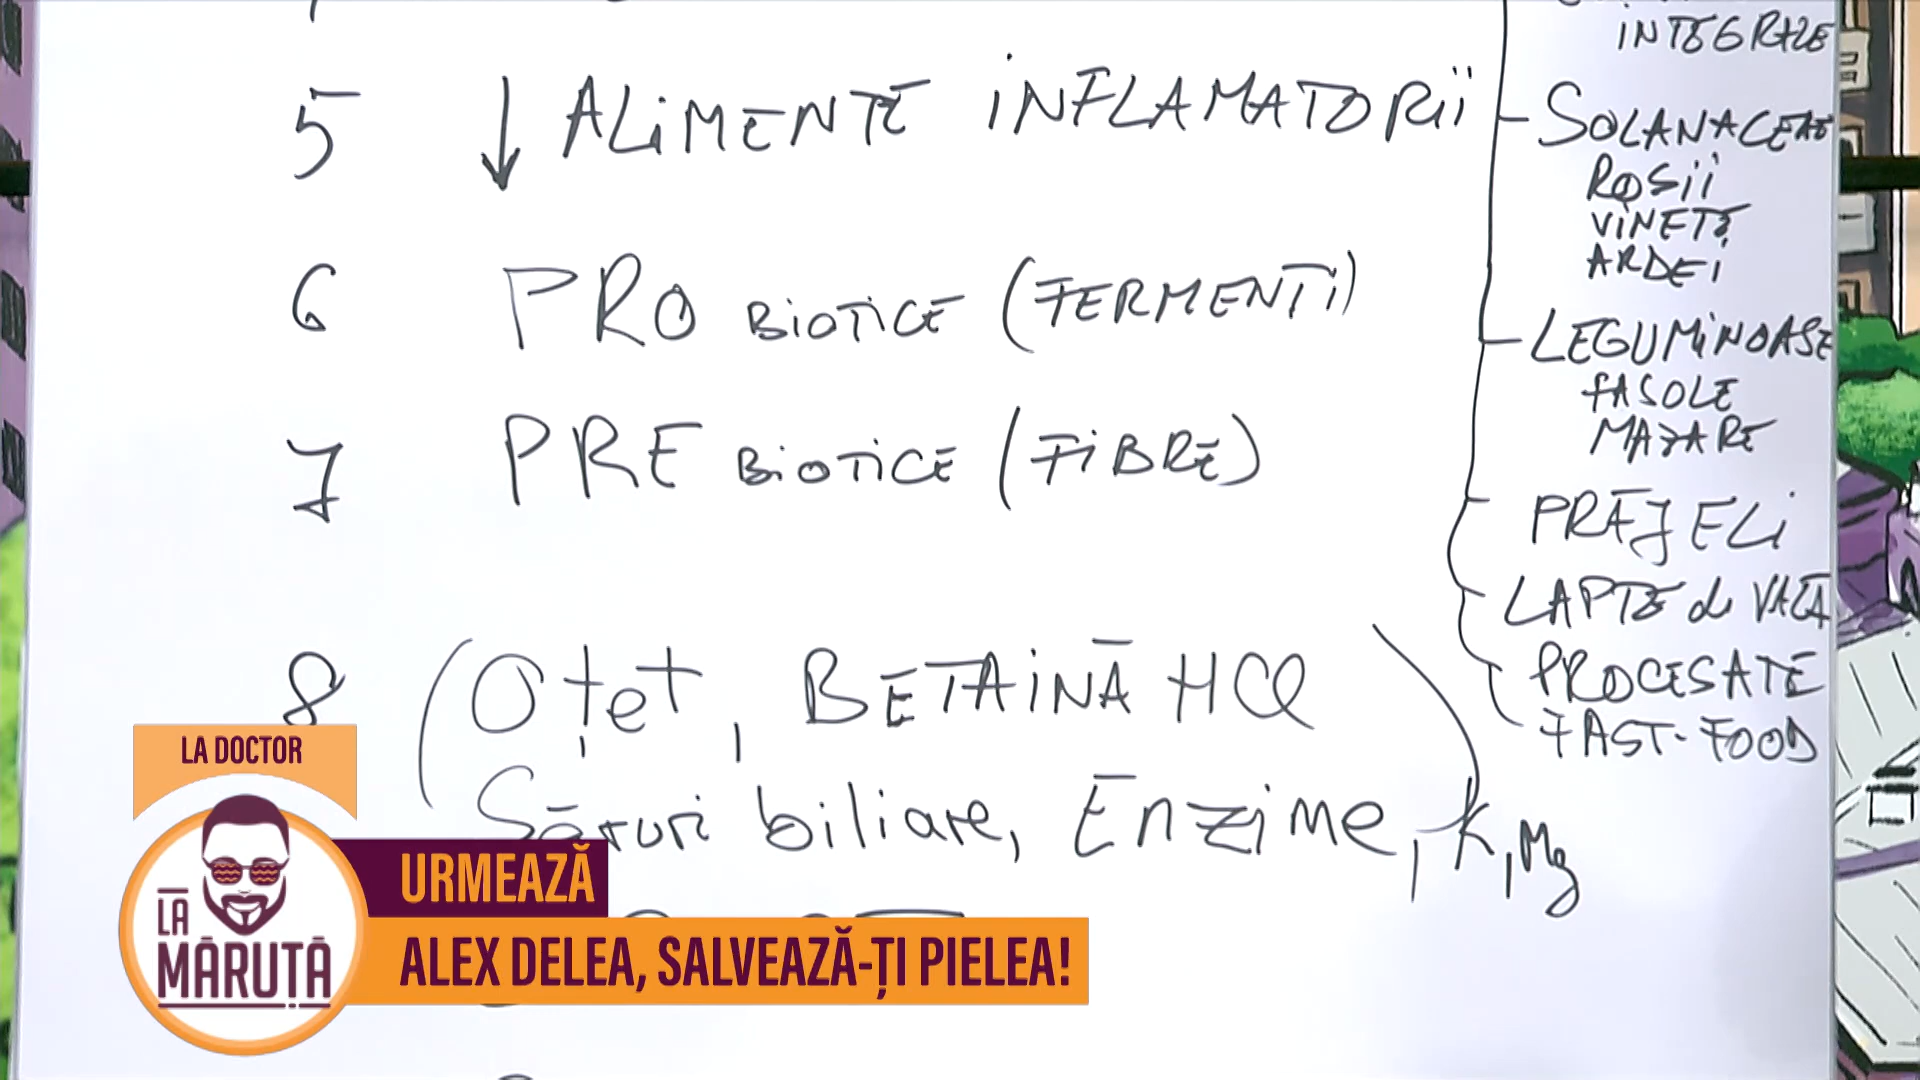 INTEGRALE
5 ↓ ALIMENTE INFLAMATORII
SOLANACEAE
ROȘII
VINETE
ARDEI
6 PRO BIOTICE (FERMENTI)
LEGUMINOASE
FASOLE
MAZARE
7 PRE BIOTICE (FIBRE)
PRĂJELI
LAPTE de VACĂ
PROCESATE
FAST-FOOD
8 (Oțet, BETAINĂ HCl
Săruri biliare, Enzime, K, Mg)
LA DOCTOR
LA MĂRUȚĂ
URMEAZĂ
ALEX DELEA, SALVEAZĂ-ȚI PIELEA!